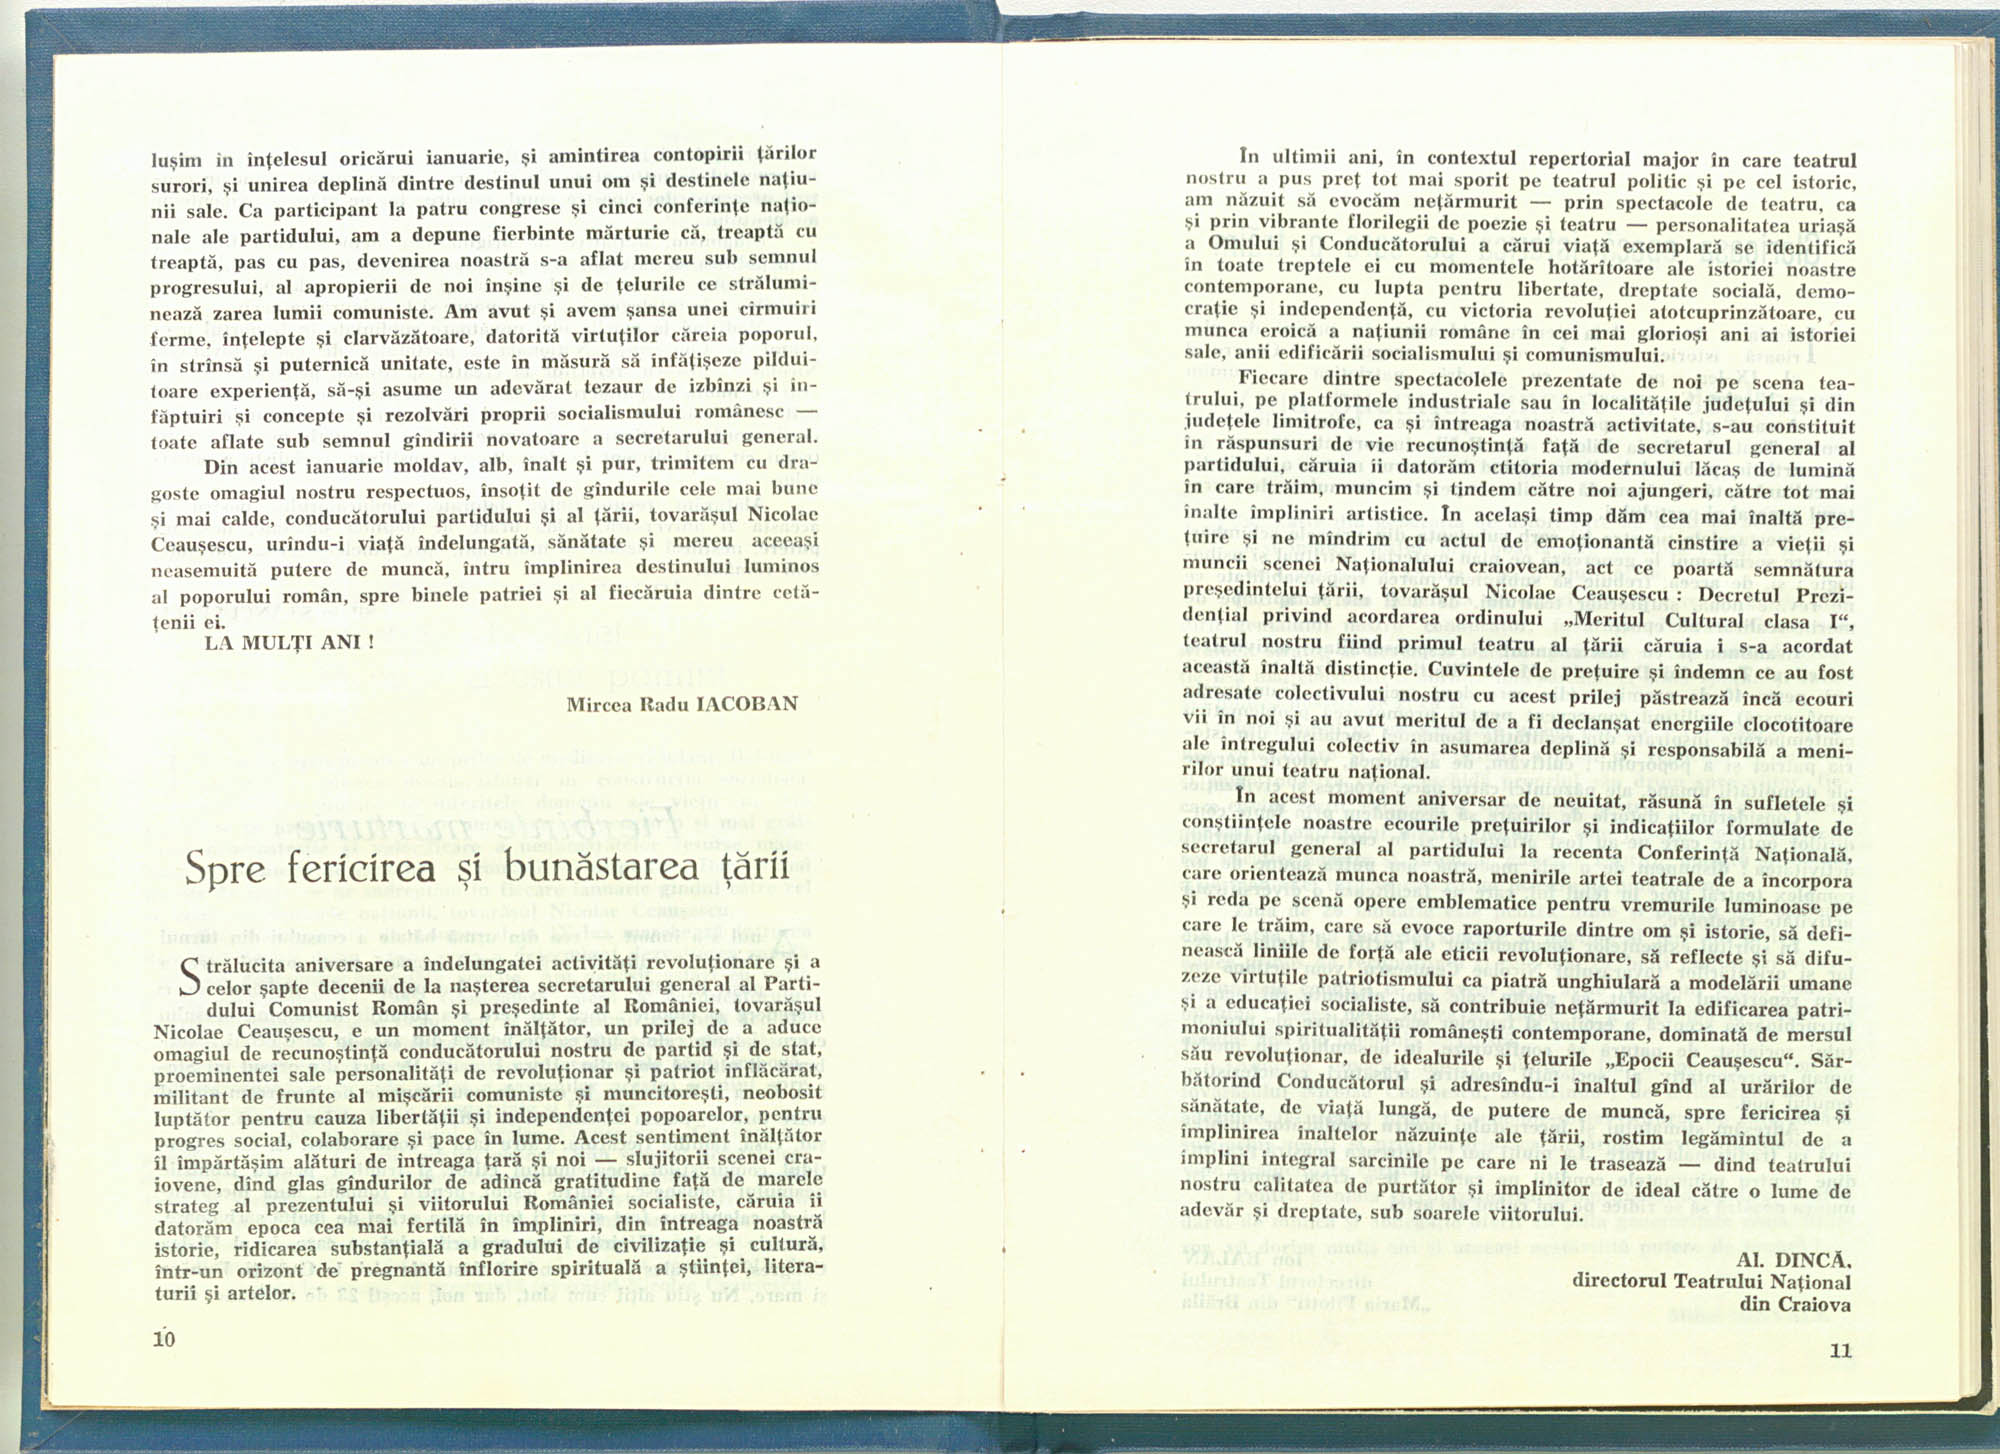 lușim in înțelesul oricărui ianuarie, și amintirea contopirii țărilor
surori, și unirea deplină dintre destinul unui om și destinele națiu-
nii sale. Ca participant la patru congrese și cinci conferințe națio-
nale ale partidului, am a depune fierbinte mărturie că, treaptă cu
treaptă, pas cu pas, devenirea noastră s-a aflat mereu sub semnul
progresului, al apropierii de noi înșine și de țelurile ce strălumi-
nează zarea lumii comuniste. Am avut și avem șansa unei cîrmuiri
ferme, înțelepte și clarvăzătoare, datorită virtuților căreia poporul,
în strînsă și puternică unitate, este în măsură să infățișeze pildui-
toare experiență, să-și asume un adevărat tezaur de izbînzi și în-
făptuiri și concepte și rezolvări proprii socialismului românesc —
toate aflate sub semnul gîndirii novatoare a secretarului general.
Din acest ianuarie moldav, alb, înalt și pur, trimitem cu dra-
goste omagiul nostru respectuos, însoțit de gîndurile cele mai bune
și mai calde, conducătorului partidului și al țării, tovarășul Nicolae
Ceaușescu, urîndu-i viață îndelungată, sănătate și mereu aceeași
neasemuită putere de muncă, întru împlinirea destinului luminos
al poporului român, spre binele patriei și al fiecăruia dintre cetă-
țenii ei.
LA MULȚI ANI !
Mircea Radu IACOBAN
Spre fericirea și bunăstarea țării
Strălucita aniversare a îndelungatei activități revoluționare și a
celor șapte decenii de la nașterea secretarului general al Parti-
dului Comunist Român și președinte al României, tovarășul
Nicolae Ceaușescu, e un moment înălțător, un prilej de a aduce
omagiul de recunoștință conducătorului nostru de partid și de stat,
proeminentei sale personalități de revoluționar și patriot inflăcărat,
militant de frunte al mișcării comuniste și muncitorești, neobosit
luptător pentru cauza libertății și independenței popoarelor, pentru
progres social, colaborare și pace în lume. Acest sentiment înălțător
îl împărtășim alături de intreaga țară și noi — slujitorii scenei cra-
iovene, dînd glas gîndurilor de adîncă gratitudine față de marele
strateg al prezentului și viitorului României socialiste, căruia îi
datorăm epoca cea mai fertilă în împliniri, din întreaga noastră
istorie, ridicarea substanțială a gradului de civilizație și cultură,
într-un orizont de pregnantă înflorire spirituală a științei, litera-
turii și artelor.
10
În ultimii ani, în contextul repertorial major în care teatrul
nostru a pus preț tot mai sporit pe teatrul politic și pe cel istoric,
am năzuit să evocăm nețărmurit — prin spectacole de teatru, ca
și prin vibrante florilegii de poezie și teatru — personalitatea uriașă
a Omului și Conducătorului a cărui viață exemplară se identifică
în toate treptele ei cu momentele hotărîtoare ale istoriei noastre
contemporane, cu lupta pentru libertate, dreptate socială, demo-
crație și independență, cu victoria revoluției atotcuprinzătoare, cu
munca eroică a națiunii române în cei mai glorioși ani ai istoriei
sale, anii edificării socialismului și comunismului.
Fiecare dintre spectacolele prezentate de noi pe scena tea-
trului, pe platformele industriale sau în localitățile județului și din
județele limitrofe, ca și întreaga noastră activitate, s-au constituit
in răspunsuri de vie recunoștință față de secretarul general al
partidului, căruia ii datorăm ctitoria modernului lăcaș de lumină
în care trăim, muncim și tindem către noi ajungeri, către tot mai
inalte împliniri artistice. În același timp dăm cea mai înaltă pre-
țuire și ne mîndrim cu actul de emoționantă cinstire a vieții și
muncii scenei Naționalului craiovean, act ce poartă semnătura
președintelui țării, tovarășul Nicolae Ceaușescu : Decretul Prezi-
dențial privind acordarea ordinului „Meritul Cultural clasa I“,
teatrul nostru fiind primul teatru al țării căruia i s-a acordat
această înaltă distincție. Cuvintele de prețuire și îndemn ce au fost
adresate colectivului nostru cu acest prilej păstrează încă ecouri
vii în noi și au avut meritul de a fi declanșat energiile clocotitoare
ale întregului colectiv în asumarea deplină și responsabilă a meni-
rilor unui teatru național.
În acest moment aniversar de neuitat, răsună în sufletele și
conștiințele noastre ecourile prețuirilor și indicațiilor formulate de
secretarul general al partidului la recenta Conferință Națională,
care orientează munca noastră, menirile artei teatrale de a încorpora
și reda pe scenă opere emblematice pentru vremurile luminoase pe
care le trăim, care să evoce raporturile dintre om și istorie, să defi-
nească liniile de forță ale eticii revoluționare, să reflecte și să difu-
zeze virtuțile patriotismului ca piatră unghiulară a modelării umane
și a educației socialiste, să contribuie nețărmurit la edificarea patri-
moniului spiritualității românești contemporane, dominată de mersul
său revoluționar, de idealurile și țelurile „Epocii Ceaușescu“. Săr-
bătorind Conducătorul și adresîndu-i înaltul gînd al urărilor de
sănătate, de viață lungă, de putere de muncă, spre fericirea și
împlinirea înaltelor năzuințe ale țării, rostim legămîntul de a
implini integral sarcinile pe care ni le trasează — dind teatrului
nostru calitatea de purtător și implinitor de ideal către o lume de
adevăr și dreptate, sub soarele viitorului.
Al. DINCĂ,
directorul Teatrului Național
din Craiova
11